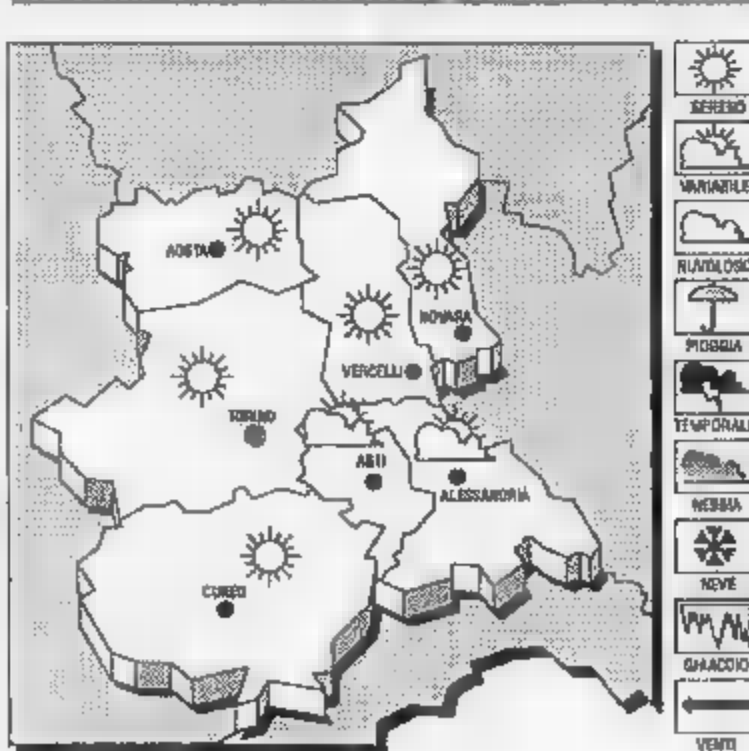 SERENO
VARIABILE
NUVOLOSO
PIOGGIA
TEMPORALE
NEBBIA
NEVE
GHIACCIO
VENTI
AOSTA
NOVARA
VERCELLI
TORINO
ASTI
ALESSANDRIA
CUNEO